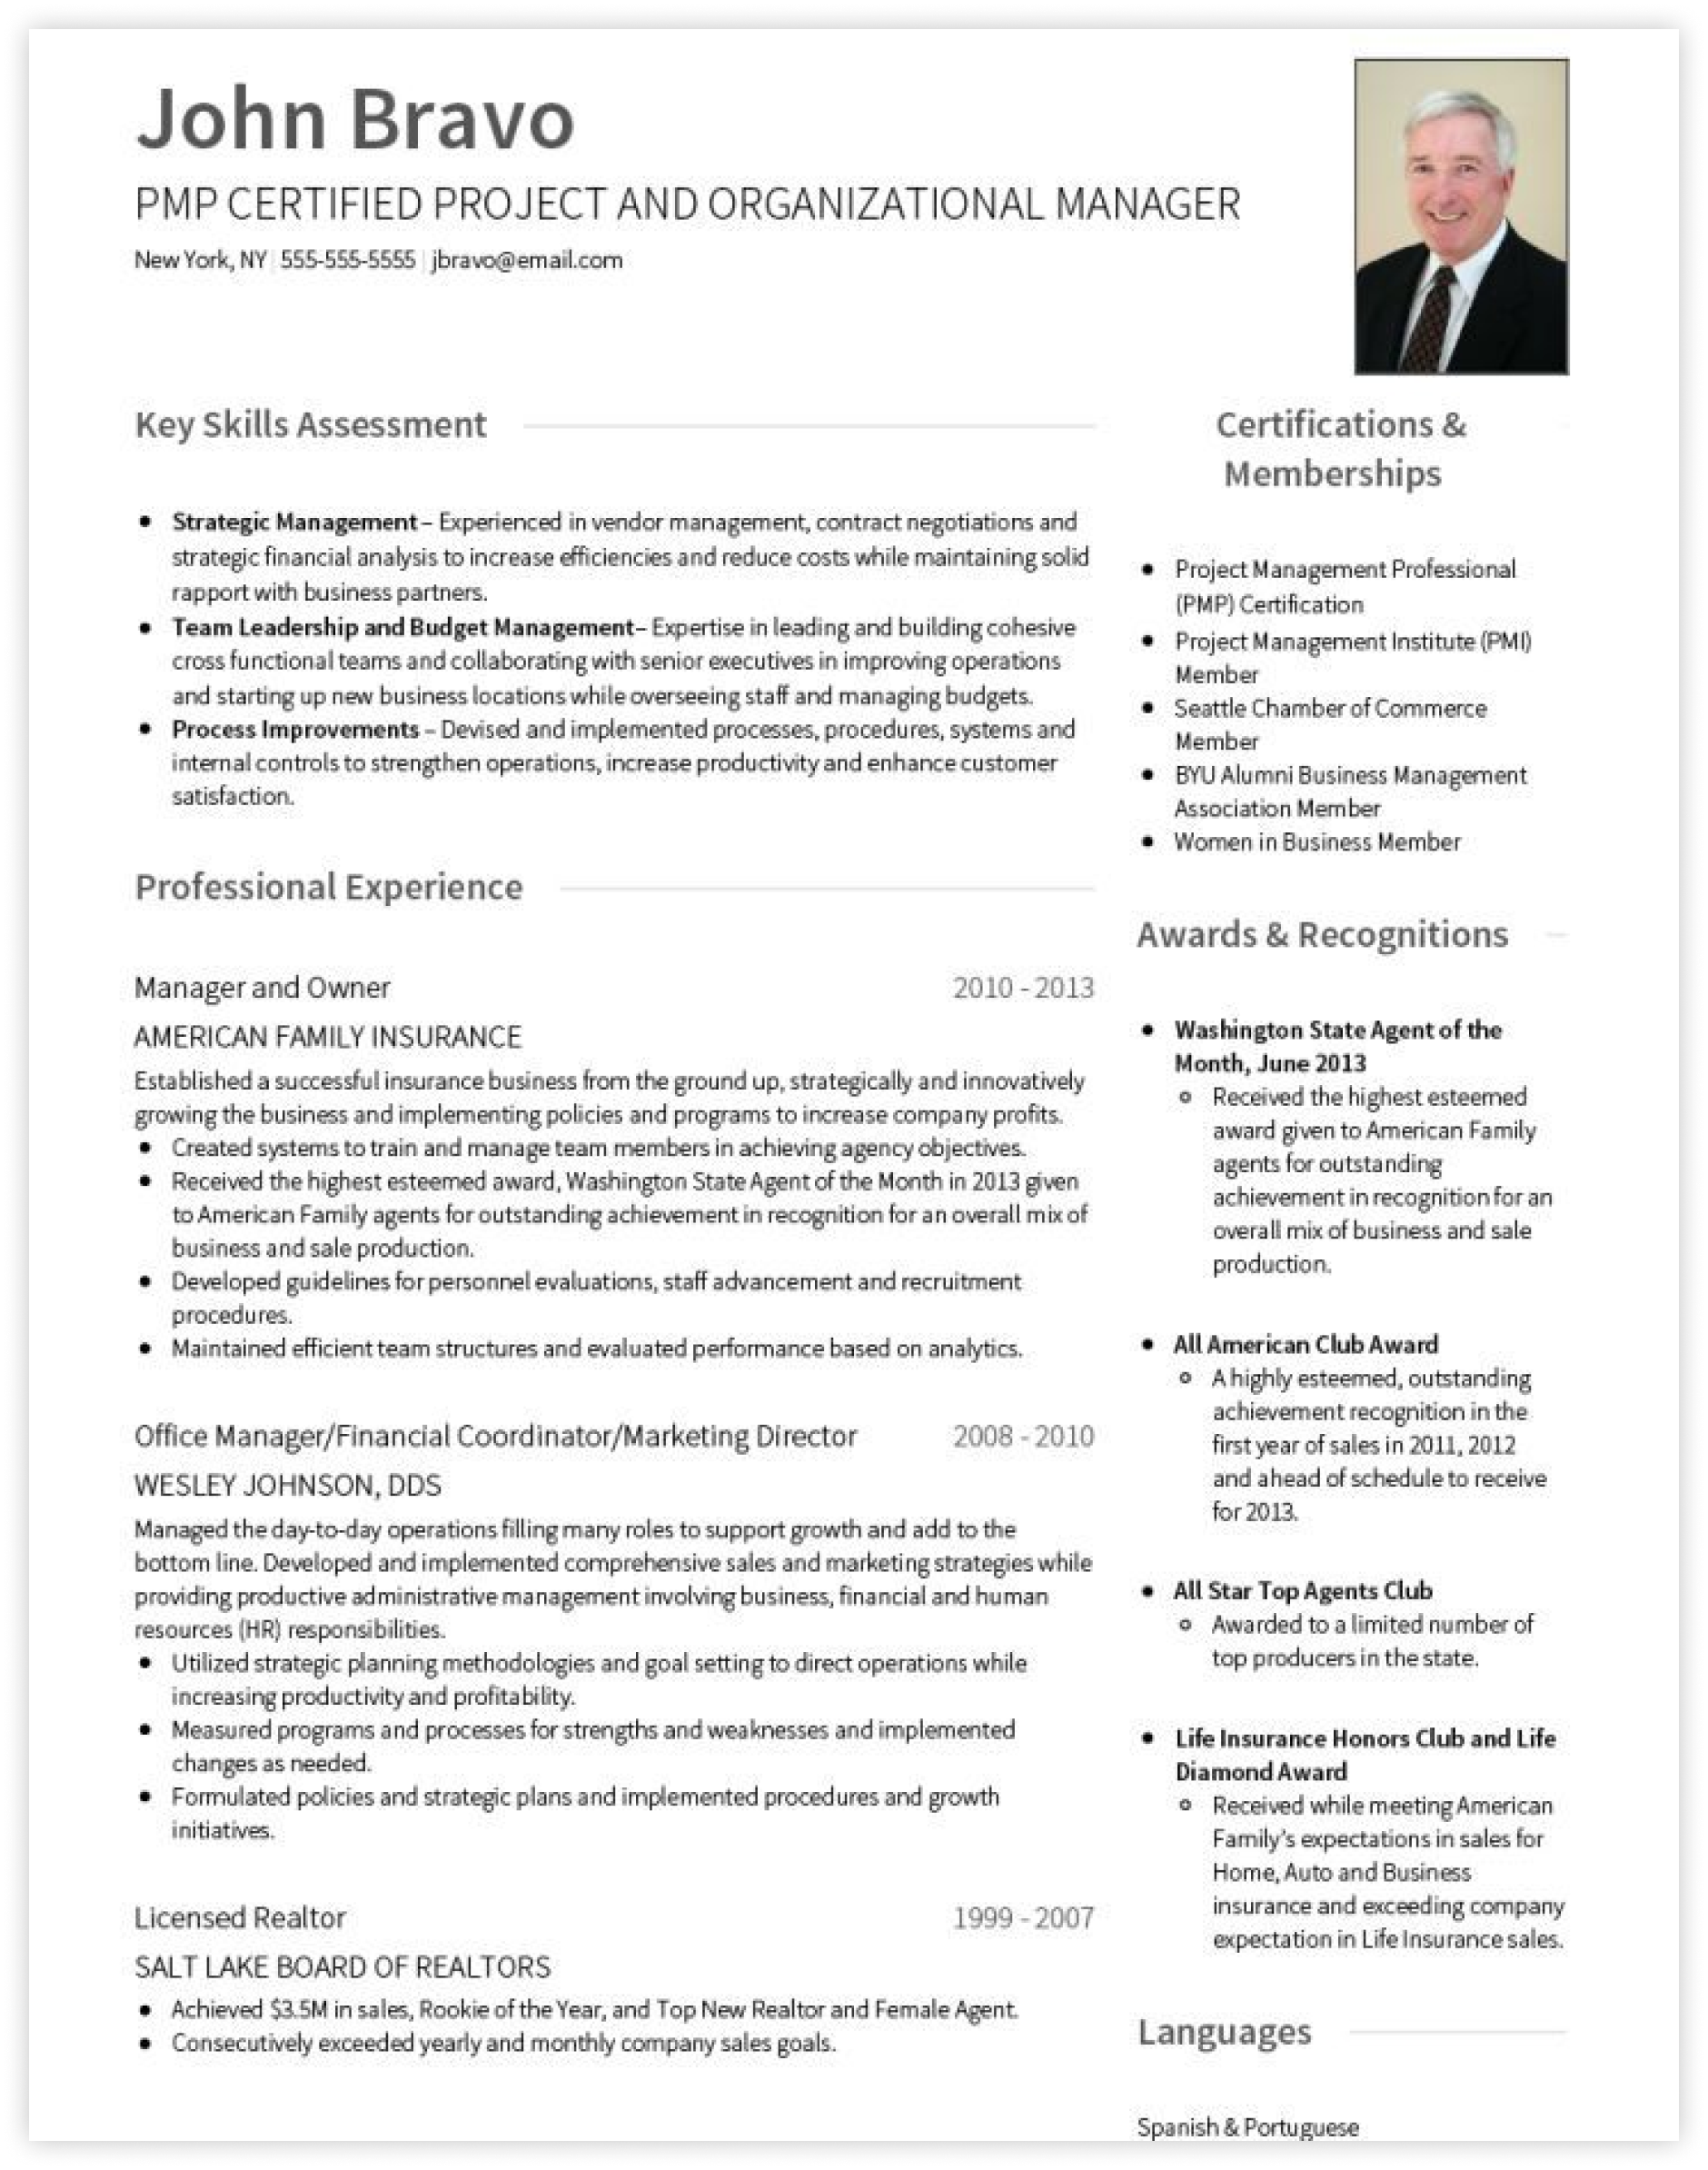 John Bravo
PMP CERTIFIED PROJECT AND ORGANIZATIONAL MANAGER
New York, NY | 555-555-5555 | jbravo@email.com
Key Skills Assessment
• Strategic Management – Experienced in vendor management, contract negotiations and
strategic financial analysis to increase efficiencies and reduce costs while maintaining solid
rapport with business partners.
• Team Leadership and Budget Management– Expertise in leading and building cohesive
cross functional teams and collaborating with senior executives in improving operations
and starting up new business locations while overseeing staff and managing budgets.
• Process Improvements – Devised and implemented processes, procedures, systems and
internal controls to strengthen operations, increase productivity and enhance customer
satisfaction.
Professional Experience
Manager and Owner 2010 - 2013
AMERICAN FAMILY INSURANCE
Established a successful insurance business from the ground up, strategically and innovatively
growing the business and implementing policies and programs to increase company profits.
• Created systems to train and manage team members in achieving agency objectives.
• Received the highest esteemed award, Washington State Agent of the Month in 2013 given
to American Family agents for outstanding achievement in recognition for an overall mix of
business and sale production.
• Developed guidelines for personnel evaluations, staff advancement and recruitment
procedures.
• Maintained efficient team structures and evaluated performance based on analytics.
Office Manager/Financial Coordinator/Marketing Director 2008 - 2010
WESLEY JOHNSON, DDS
Managed the day-to-day operations filling many roles to support growth and add to the
bottom line. Developed and implemented comprehensive sales and marketing strategies while
providing productive administrative management involving business, financial and human
resources (HR) responsibilities.
• Utilized strategic planning methodologies and goal setting to direct operations while
increasing productivity and profitability.
• Measured programs and processes for strengths and weaknesses and implemented
changes as needed.
• Formulated policies and strategic plans and implemented procedures and growth
initiatives.
Licensed Realtor 1999 - 2007
SALT LAKE BOARD OF REALTORS
• Achieved $3.5M in sales, Rookie of the Year, and Top New Realtor and Female Agent.
• Consecutively exceeded yearly and monthly company sales goals.
Certifications &
Memberships
• Project Management Professional
(PMP) Certification
• Project Management Institute (PMI)
Member
• Seattle Chamber of Commerce
Member
• BYU Alumni Business Management
Association Member
• Women in Business Member
Awards & Recognitions
• Washington State Agent of the
Month, June 2013
○ Received the highest esteemed
award given to American Family
agents for outstanding
achievement in recognition for an
overall mix of business and sale
production.
• All American Club Award
○ A highly esteemed, outstanding
achievement recognition in the
first year of sales in 2011, 2012
and ahead of schedule to receive
for 2013.
• All Star Top Agents Club
○ Awarded to a limited number of
top producers in the state.
• Life Insurance Honors Club and Life
Diamond Award
○ Received while meeting American
Family’s expectations in sales for
Home, Auto and Business
insurance and exceeding company
expectation in Life Insurance sales.
Languages
Spanish & Portuguese